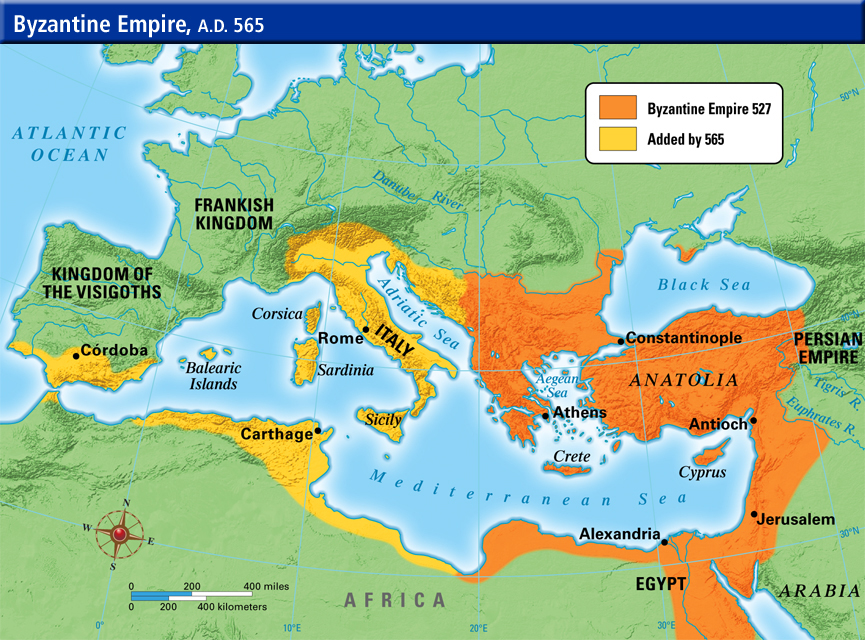 Byzantine Empire, A.D. 565
50°N
Byzantine Empire 527
Added by 565
ATLANTIC
OCEAN
Danube River
FRANKISH
KINGDOM
KINGDOM OF
THE VISIGOTHS
Black Sea
Adriatic Sea
Corsica
40°N
Rome
ITALY
Constantinople
PERSIAN
EMPIRE
Córdoba
Balearic
Islands
Sardinia
Aegean
Sea
ANATOLIA
Tigris R.
Euphrates R.
Sicily
Athens
Antioch
Carthage
Crete
Cyprus
Mediterranean Sea
N
W
E
S
Jerusalem
Alexandria
30°N
EGYPT
ARABIA
0 200 400 miles
0 200 400 kilometers
AFRICA
0°
10°E
20°E
30°E